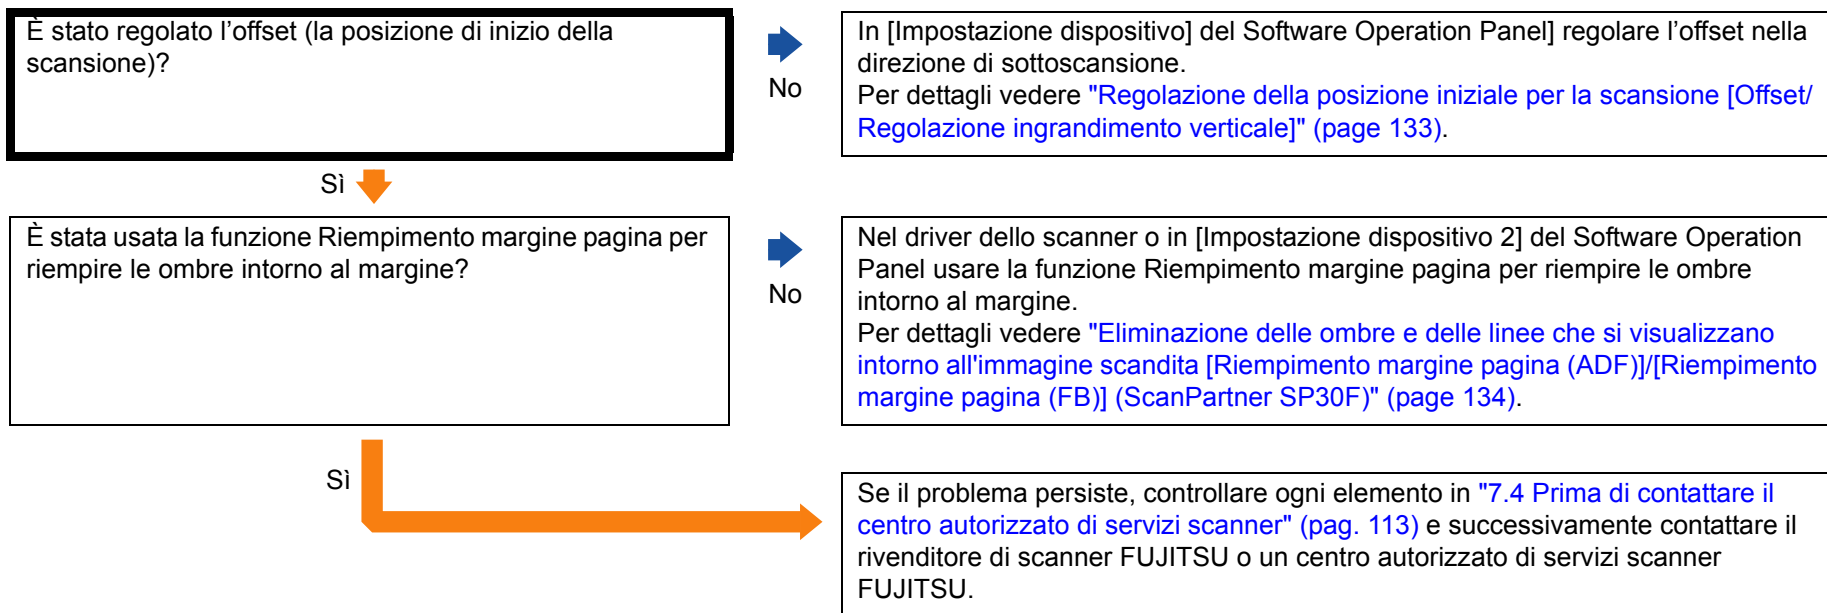 È stato regolato l’offset (la posizione di inizio della
scansione)?
No
In [Impostazione dispositivo] del Software Operation Panel] regolare l’offset nella
direzione di sottoscansione.
Per dettagli vedere "Regolazione della posizione iniziale per la scansione [Offset/
Regolazione ingrandimento verticale]" (page 133).
Sì
È stata usata la funzione Riempimento margine pagina per
riempire le ombre intorno al margine?
No
Nel driver dello scanner o in [Impostazione dispositivo 2] del Software Operation
Panel usare la funzione Riempimento margine pagina per riempire le ombre
intorno al margine.
Per dettagli vedere "Eliminazione delle ombre e delle linee che si visualizzano
intorno all'immagine scandita [Riempimento margine pagina (ADF)]/[Riempimento
margine pagina (FB)] (ScanPartner SP30F)" (page 134).
Sì
Se il problema persiste, controllare ogni elemento in "7.4 Prima di contattare il
centro autorizzato di servizi scanner" (pag. 113) e successivamente contattare il
rivenditore di scanner FUJITSU o un centro autorizzato di servizi scanner
FUJITSU.